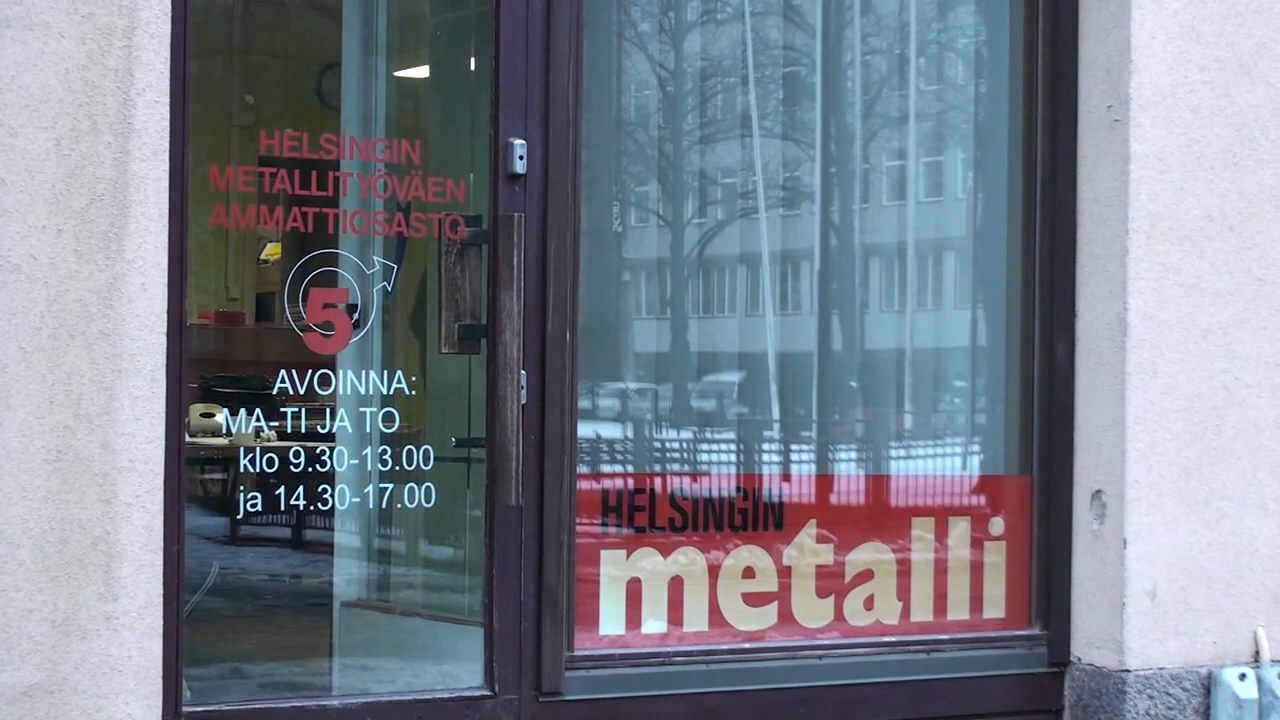 HELSINGIN
METALLITYÖVÄEN
AMMATTIOSASTO
5
AVOINNA:
MA-TI JA TO
klo 9.30-13.00
ja 14.30-17.00
HELSINGIN
metalli